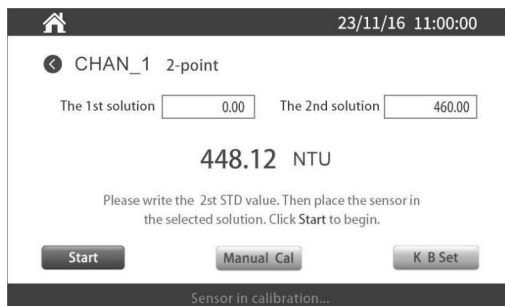 23/11/16 11:00:00
CHAN_1 2-point
The 1st solution 0.00 The 2nd solution 460.00
448.12 NTU
Please write the 2st STD value. Then place the sensor in
the selected solution. Click Start to begin.
Start Manual Cal K B Set
Sensor in calibration...